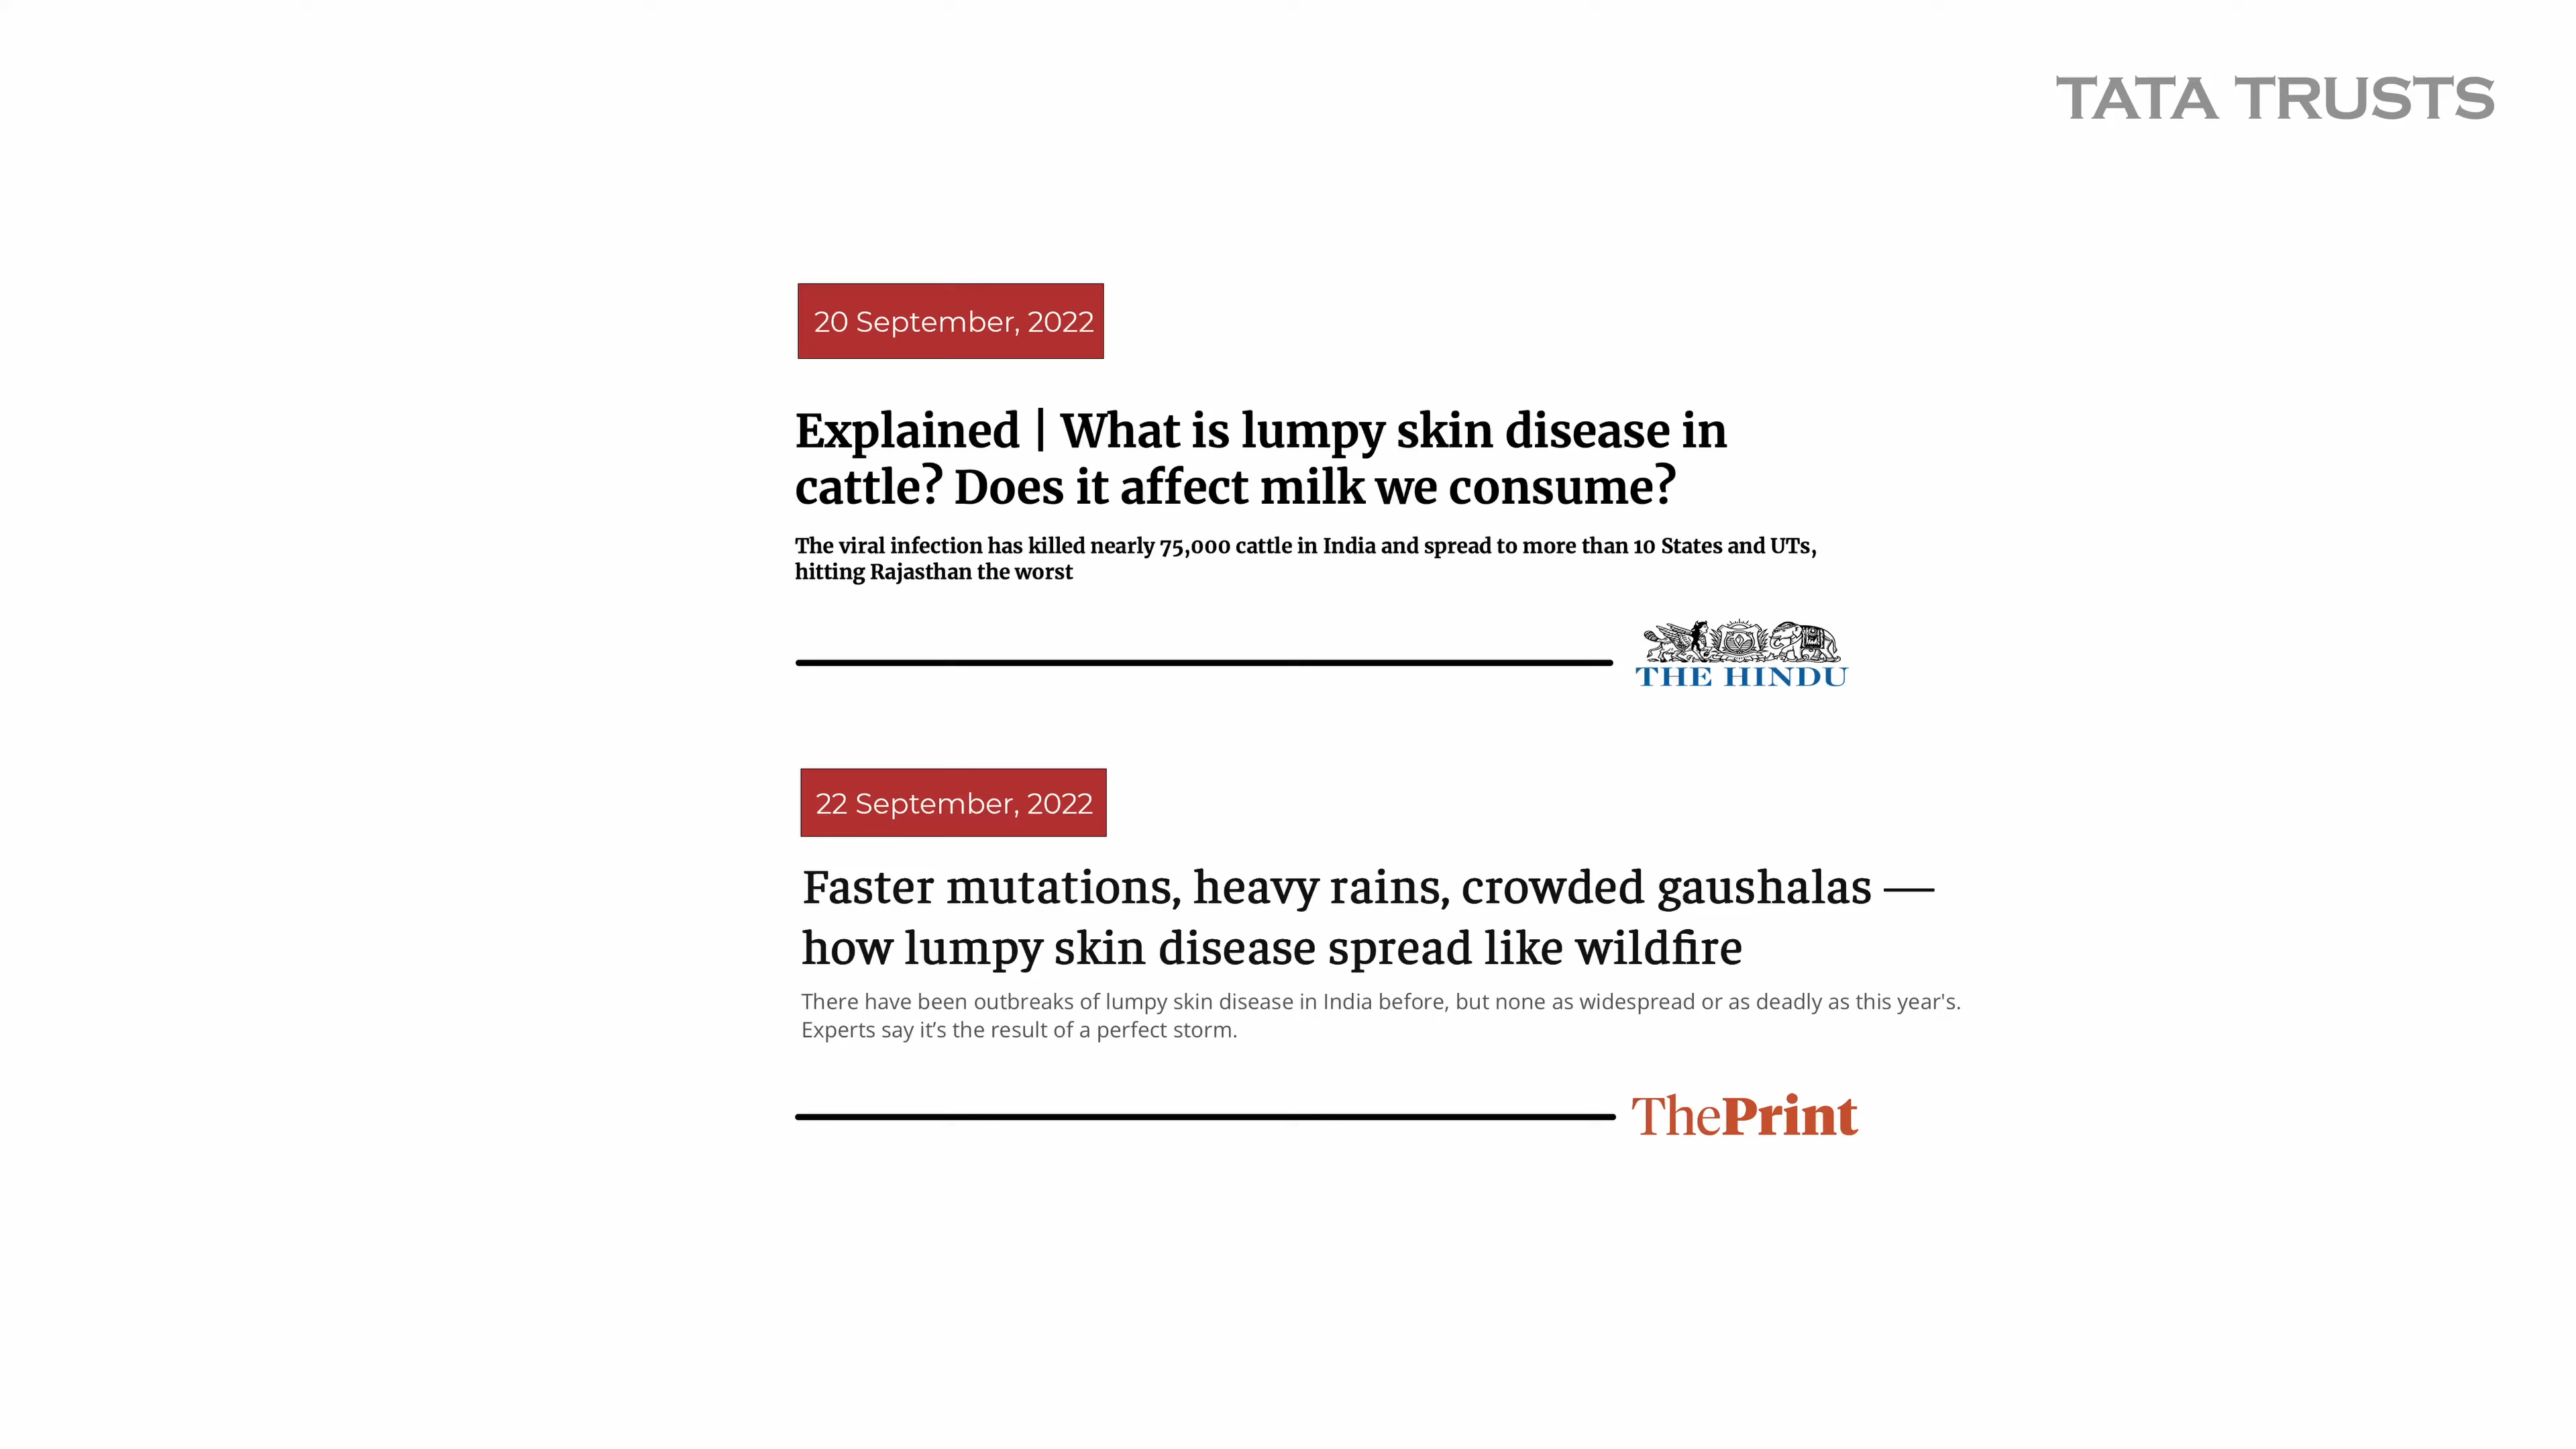 TATA TRUSTS
20 September, 2022
Explained | What is lumpy skin disease in
cattle? Does it affect milk we consume?
The viral infection has killed nearly 75,000 cattle in India and spread to more than 10 States and UTs,
hitting Rajasthan the worst
THE HINDU
22 September, 2022
Faster mutations, heavy rains, crowded gaushalas —
how lumpy skin disease spread like wildfire
There have been outbreaks of lumpy skin disease in India before, but none as widespread or as deadly as this year's.
Experts say it’s the result of a perfect storm.
ThePrint